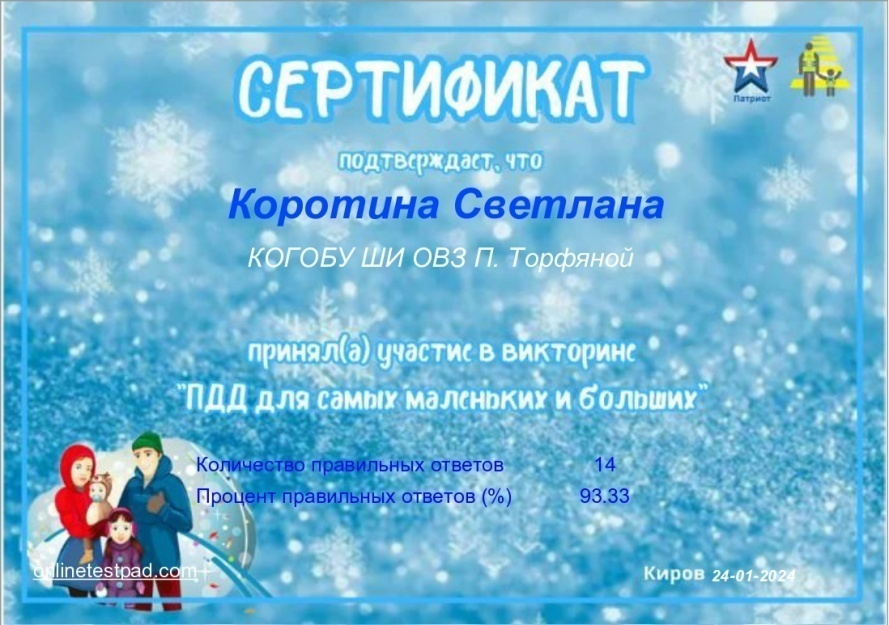 СЕРТИФИКАТ
Патриот
подтверждает, что
Коротина Светлана
КОГОБУ ШИ ОВЗ П. Торфяной
принял(а) участие в викторине
"ПДД для самых маленьких и больших"
Количество правильных ответов 14
Процент правильных ответов (%) 93.33
onlinetestpad.com
Киров 24-01-2024